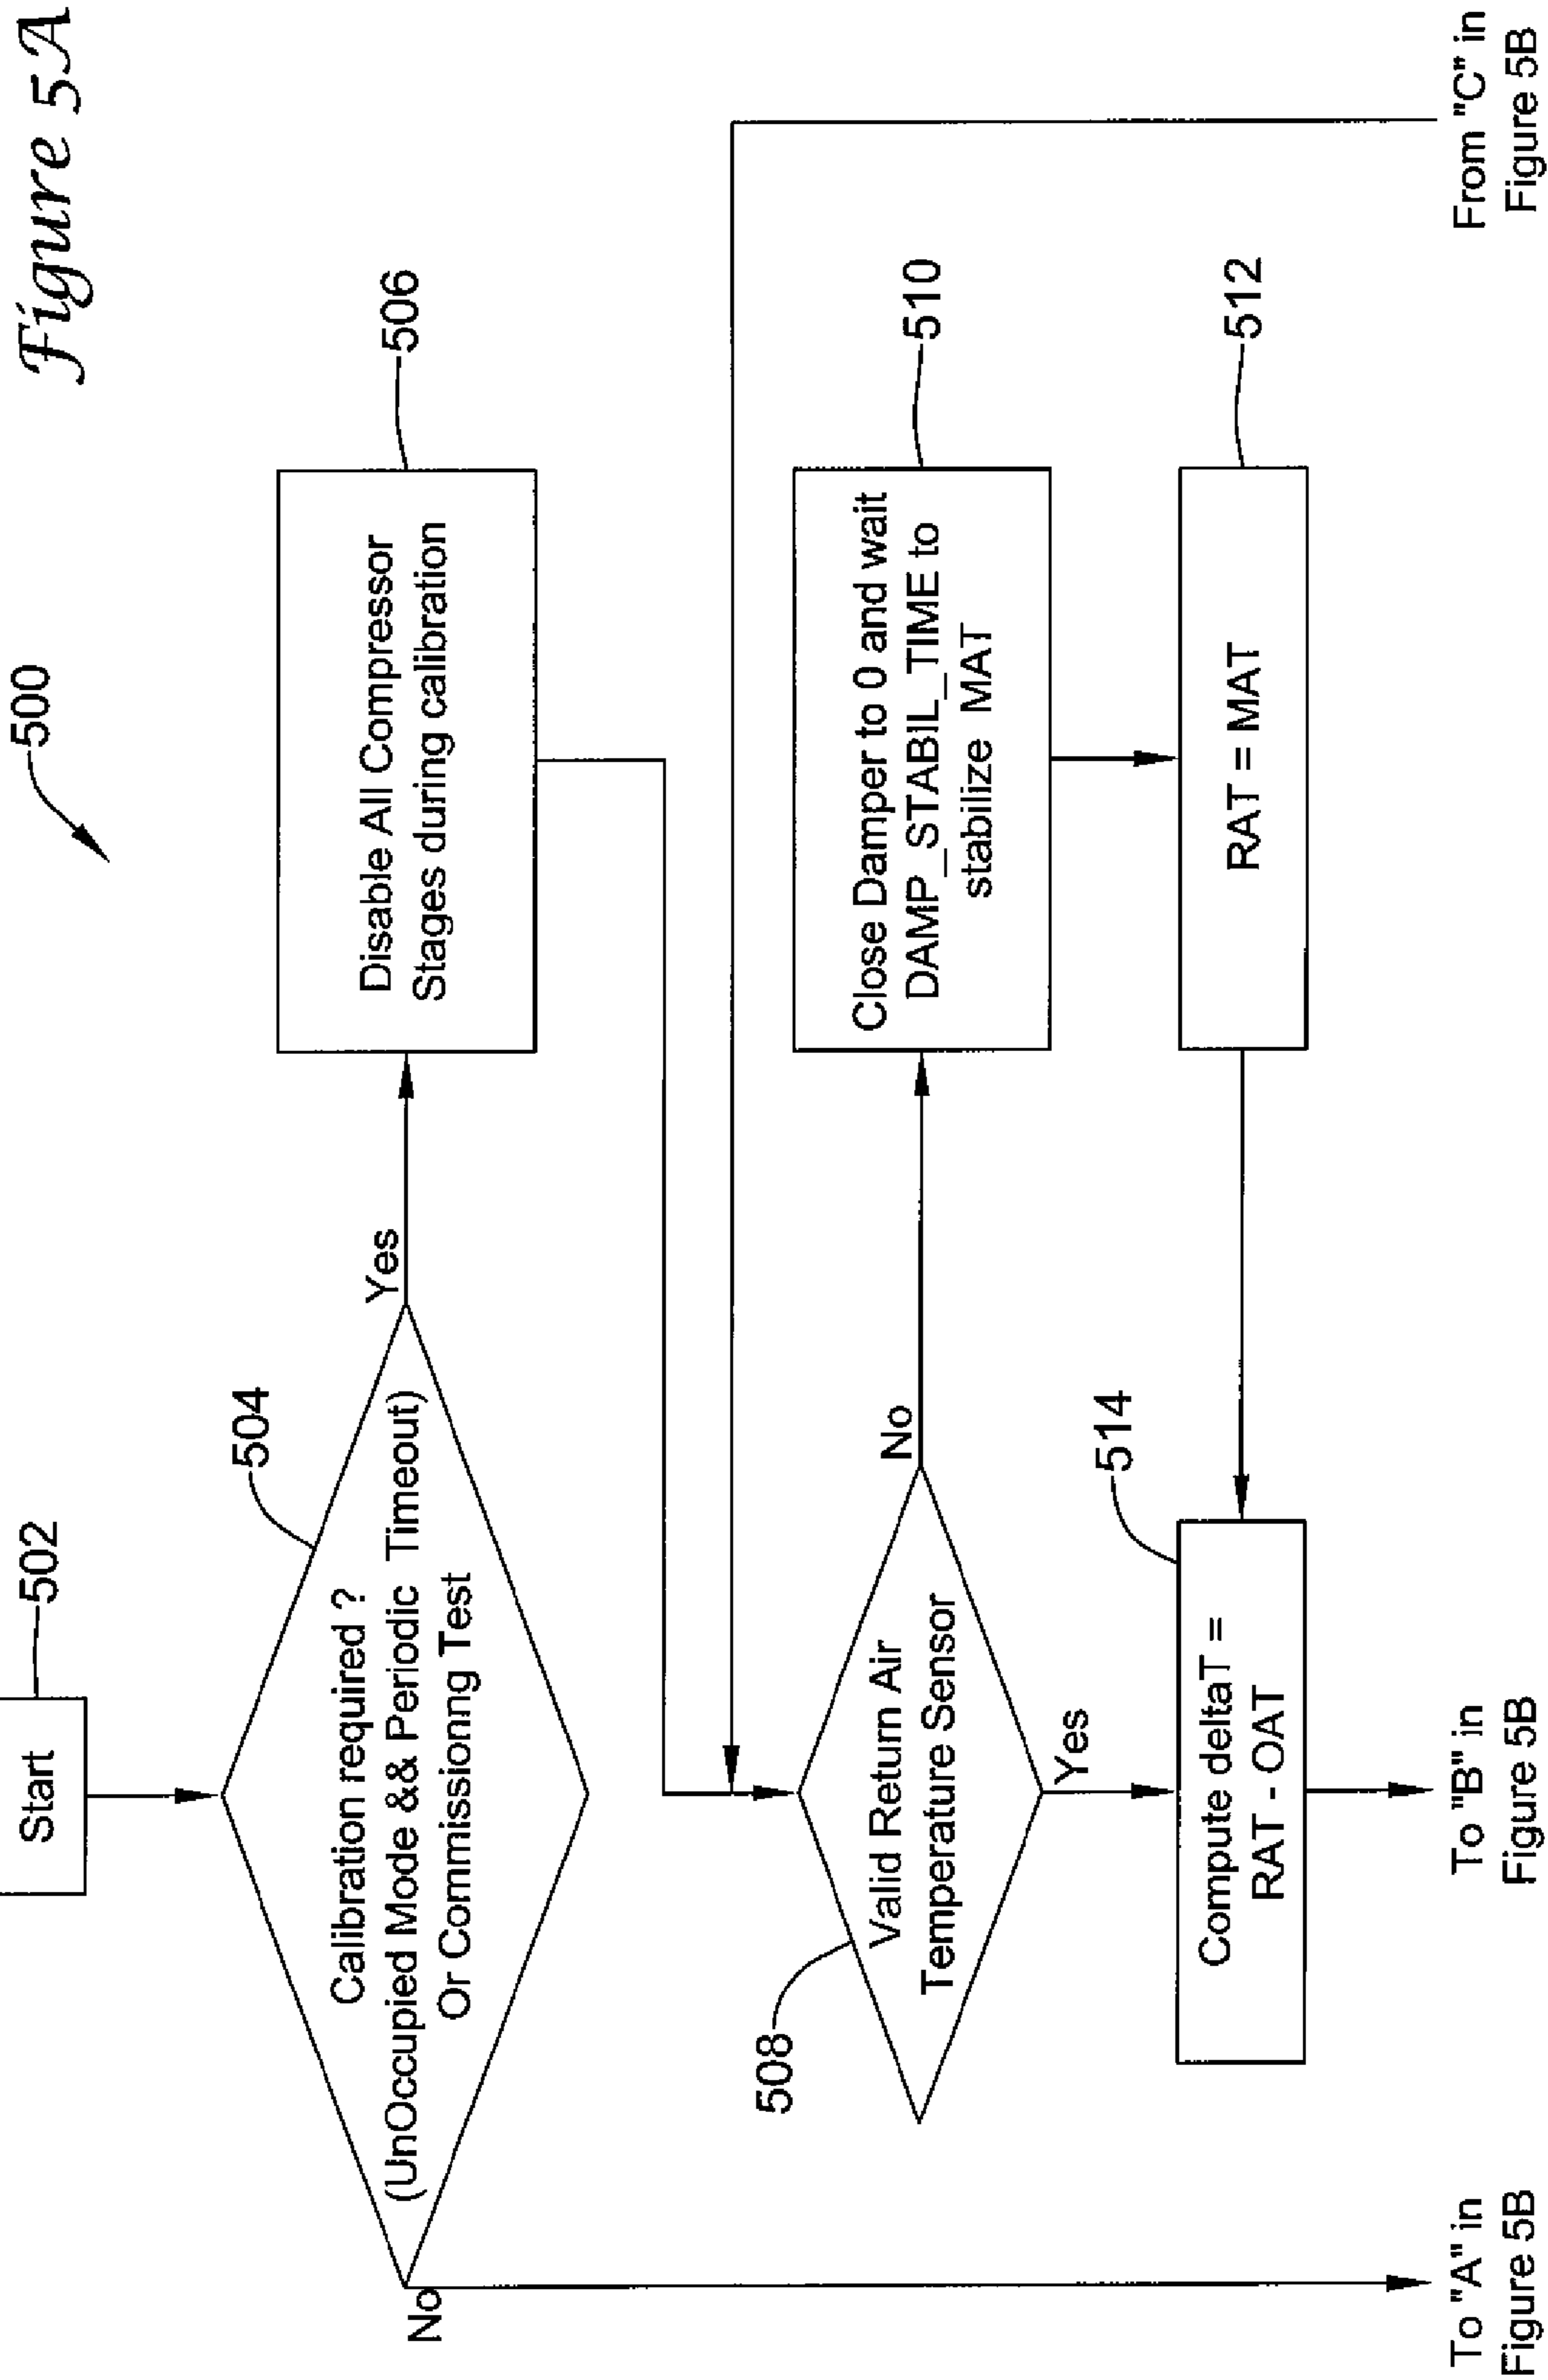 Figure 5A
500
Start
502
504
Calibration required ?
(UnOccupied Mode && Periodic Timeout)
Or Commissionng Test
Yes
No
506
Disable All Compressor
Stages during calibration
508
Valid Return Air
Temperature Sensor
No
Yes
510
Close Damper to 0 and wait
DAMP_STABIL_TIME to
stabilize MAT
512
RAT = MAT
514
Compute deltaT =
RAT - OAT
To "A" in
Figure 5B
To "B" in
Figure 5B
From "C" in
Figure 5B